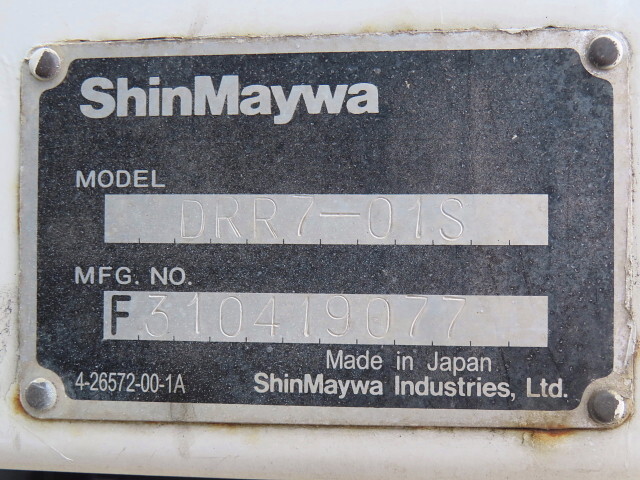 ShinMaywa
MODEL
DRR7-01S
MFG. NO.
F310419077
4-26572-00-1A
Made in Japan
ShinMaywa Industries, Ltd.